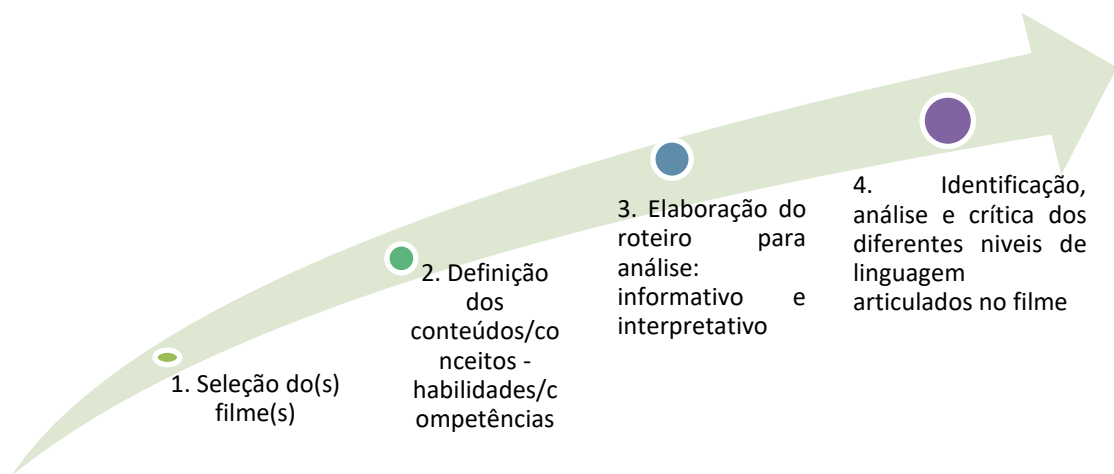 1. Seleção do(s)
filme(s)
2. Definição
dos
conteúdos/co
nceitos -
habilidades/c
ompetências
3. Elaboração do
roteiro para
análise:
informativo e
interpretativo
4. Identificação,
análise e crítica dos
diferentes niveis de
linguagem
articulados no filme